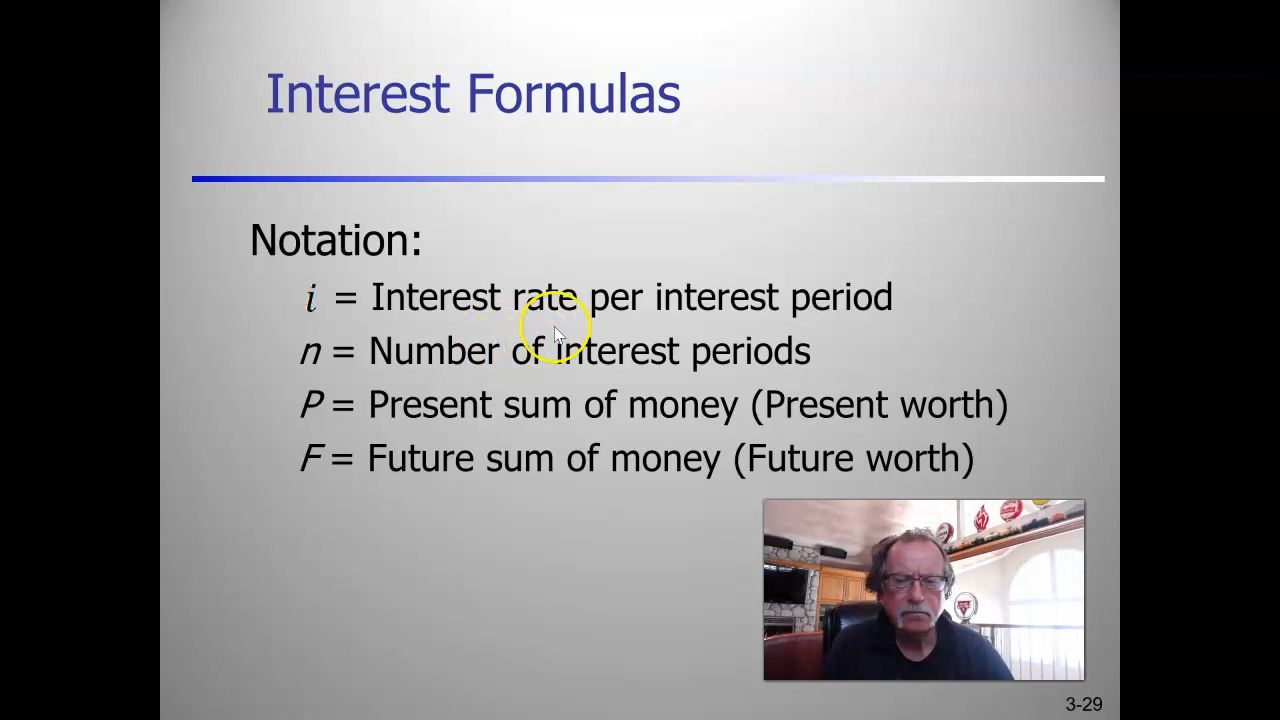 Interest Formulas
Notation:
i = Interest rate per interest period
n = Number of interest periods
P = Present sum of money (Present worth)
F = Future sum of money (Future worth)
3-29